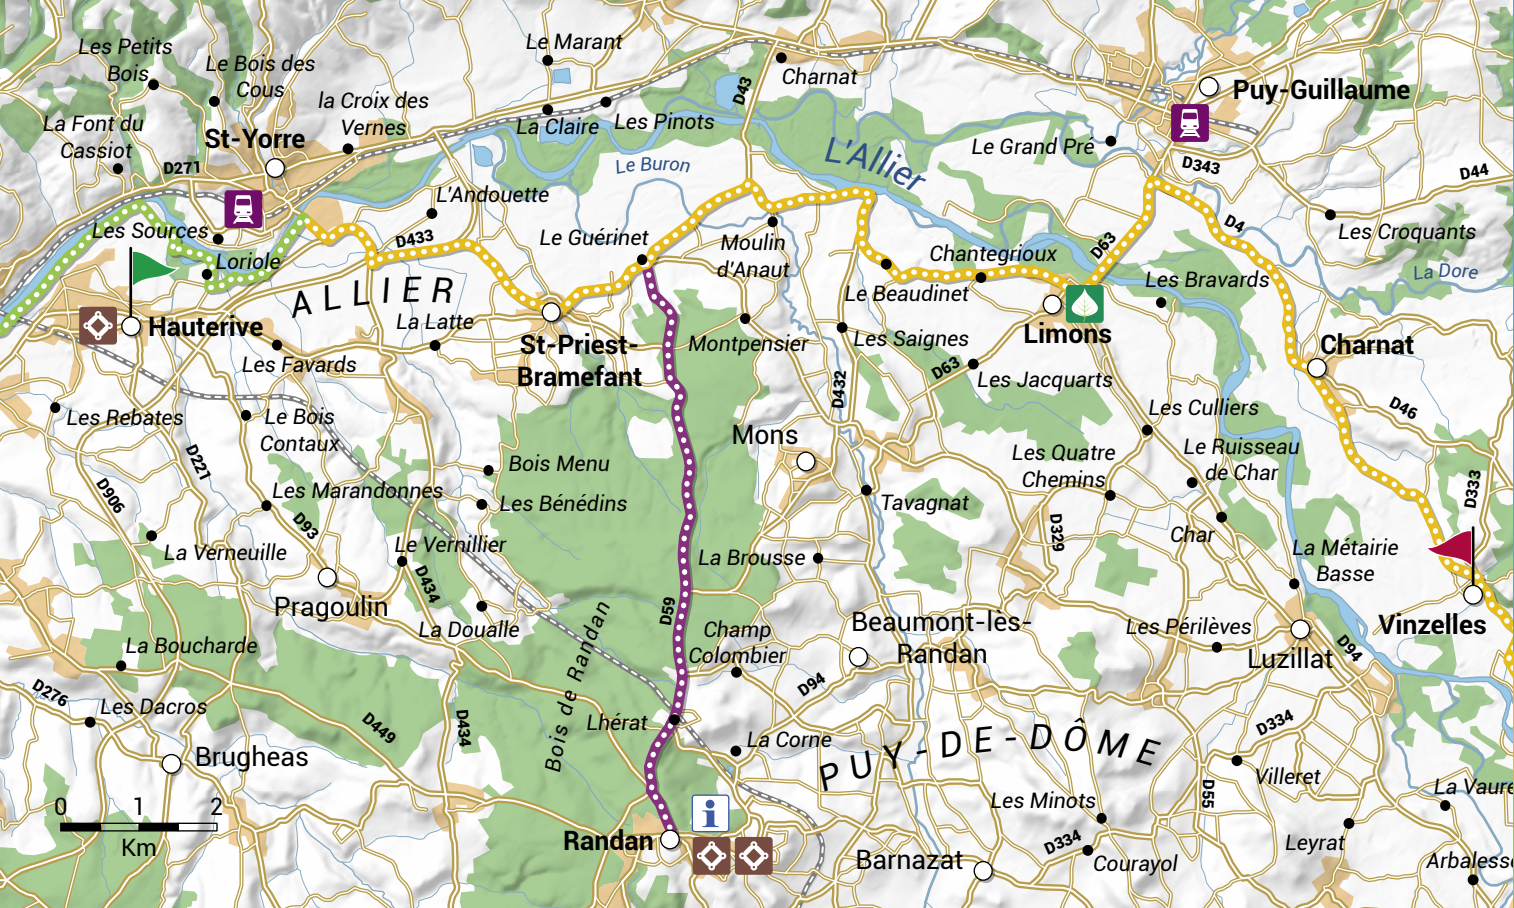 Les Petits
Bois
Le Bois des
Cous
la Croix des
Vernes
La Font du
Cassiot
St-Yorre
D271
Le Marant
La Claire
Les Pinots
D43
Charnat
Puy-Guillaume
Le Grand Pré
L'Allier
Le Buron
D343
D44
L'Andouette
Les Sources
Loriole
D433
Le Guérinet
Moulin
d'Anaut
Chantegrioux
D63
D4
Les Croquants
La Dore
Les Bravards
Le Beaudinet
ALLIER
Hauterive
La Latte
Les Favards
St-Priest-
Bramefant
Montpensier
Les Saignes
Limons
Charnat
D63
Les Jacquarts
D432
D46
Les Rebates
Le Bois
Contaux
Les Culliers
Mons
Le Ruisseau
de Char
Les Quatre
Chemins
D221
D906
Bois Menu
Les Marandonnes
Les Bénédins
Tavagnat
D333
D93
D329
Char
La Verneuille
Le Vernillier
La Brousse
La Métairie
Basse
D434
Pragoulin
D59
La Doualle
Champ
Colombier
Beaumont-lès-
Randan
Les Périlèves
Vinzelles
Luzillat
D94
La Boucharde
Bois de Randan
D94
D276
Les Dacros
D449
D434
Lhérat
La Corne
PUY-DE-DÔME
D334
Brugheas
Villeret
D55
La Vaure
0 1 2
Km
Les Minots
Randan
Barnazat
D334
Courayol
Leyrat
Arbaless